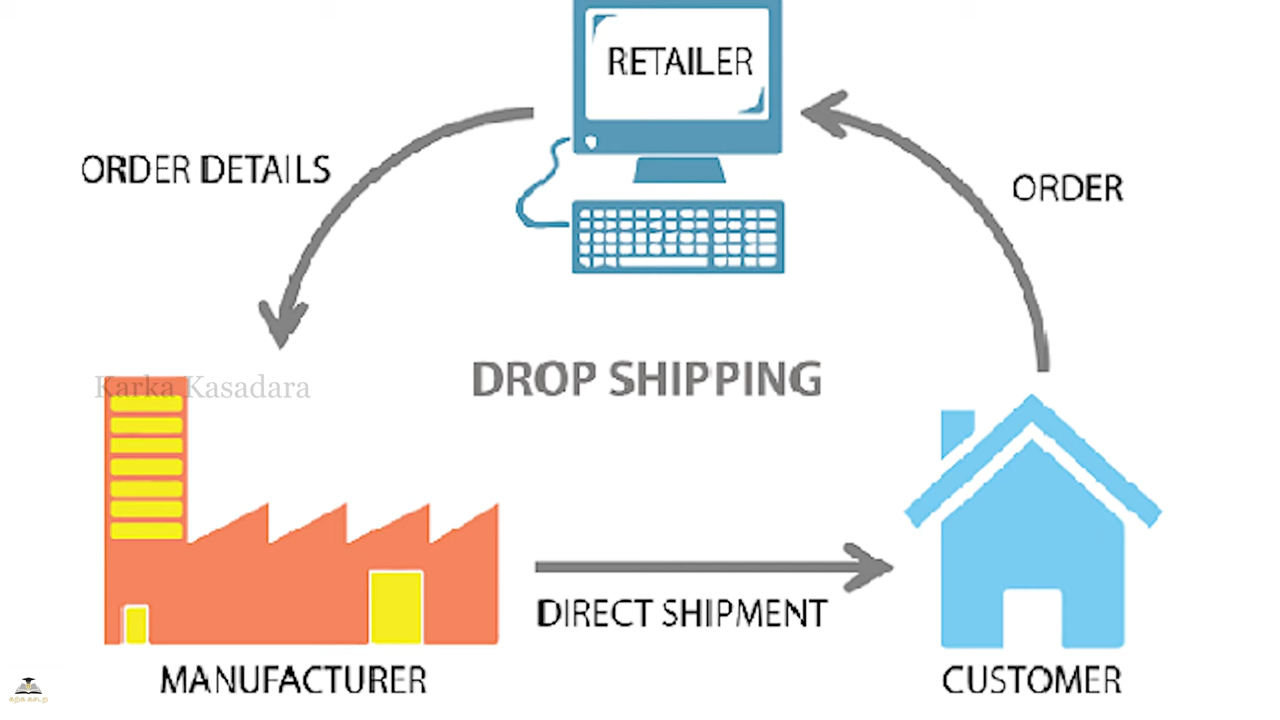 RETAILER
ORDER DETAILS
ORDER
DROP SHIPPING
Karka Kasadara
DIRECT SHIPMENT
MANUFACTURER
CUSTOMER